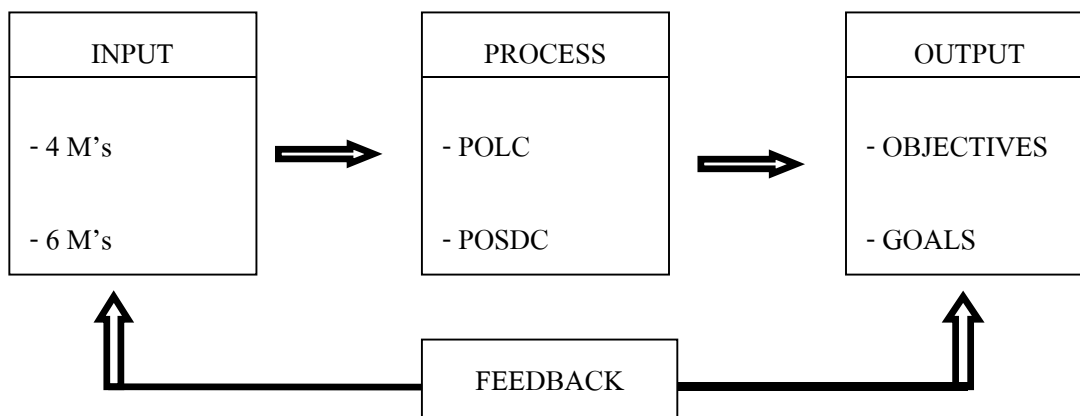 INPUT
- 4 M’s
- 6 M’s
PROCESS
- POLC
- POSDC
OUTPUT
- OBJECTIVES
- GOALS
FEEDBACK